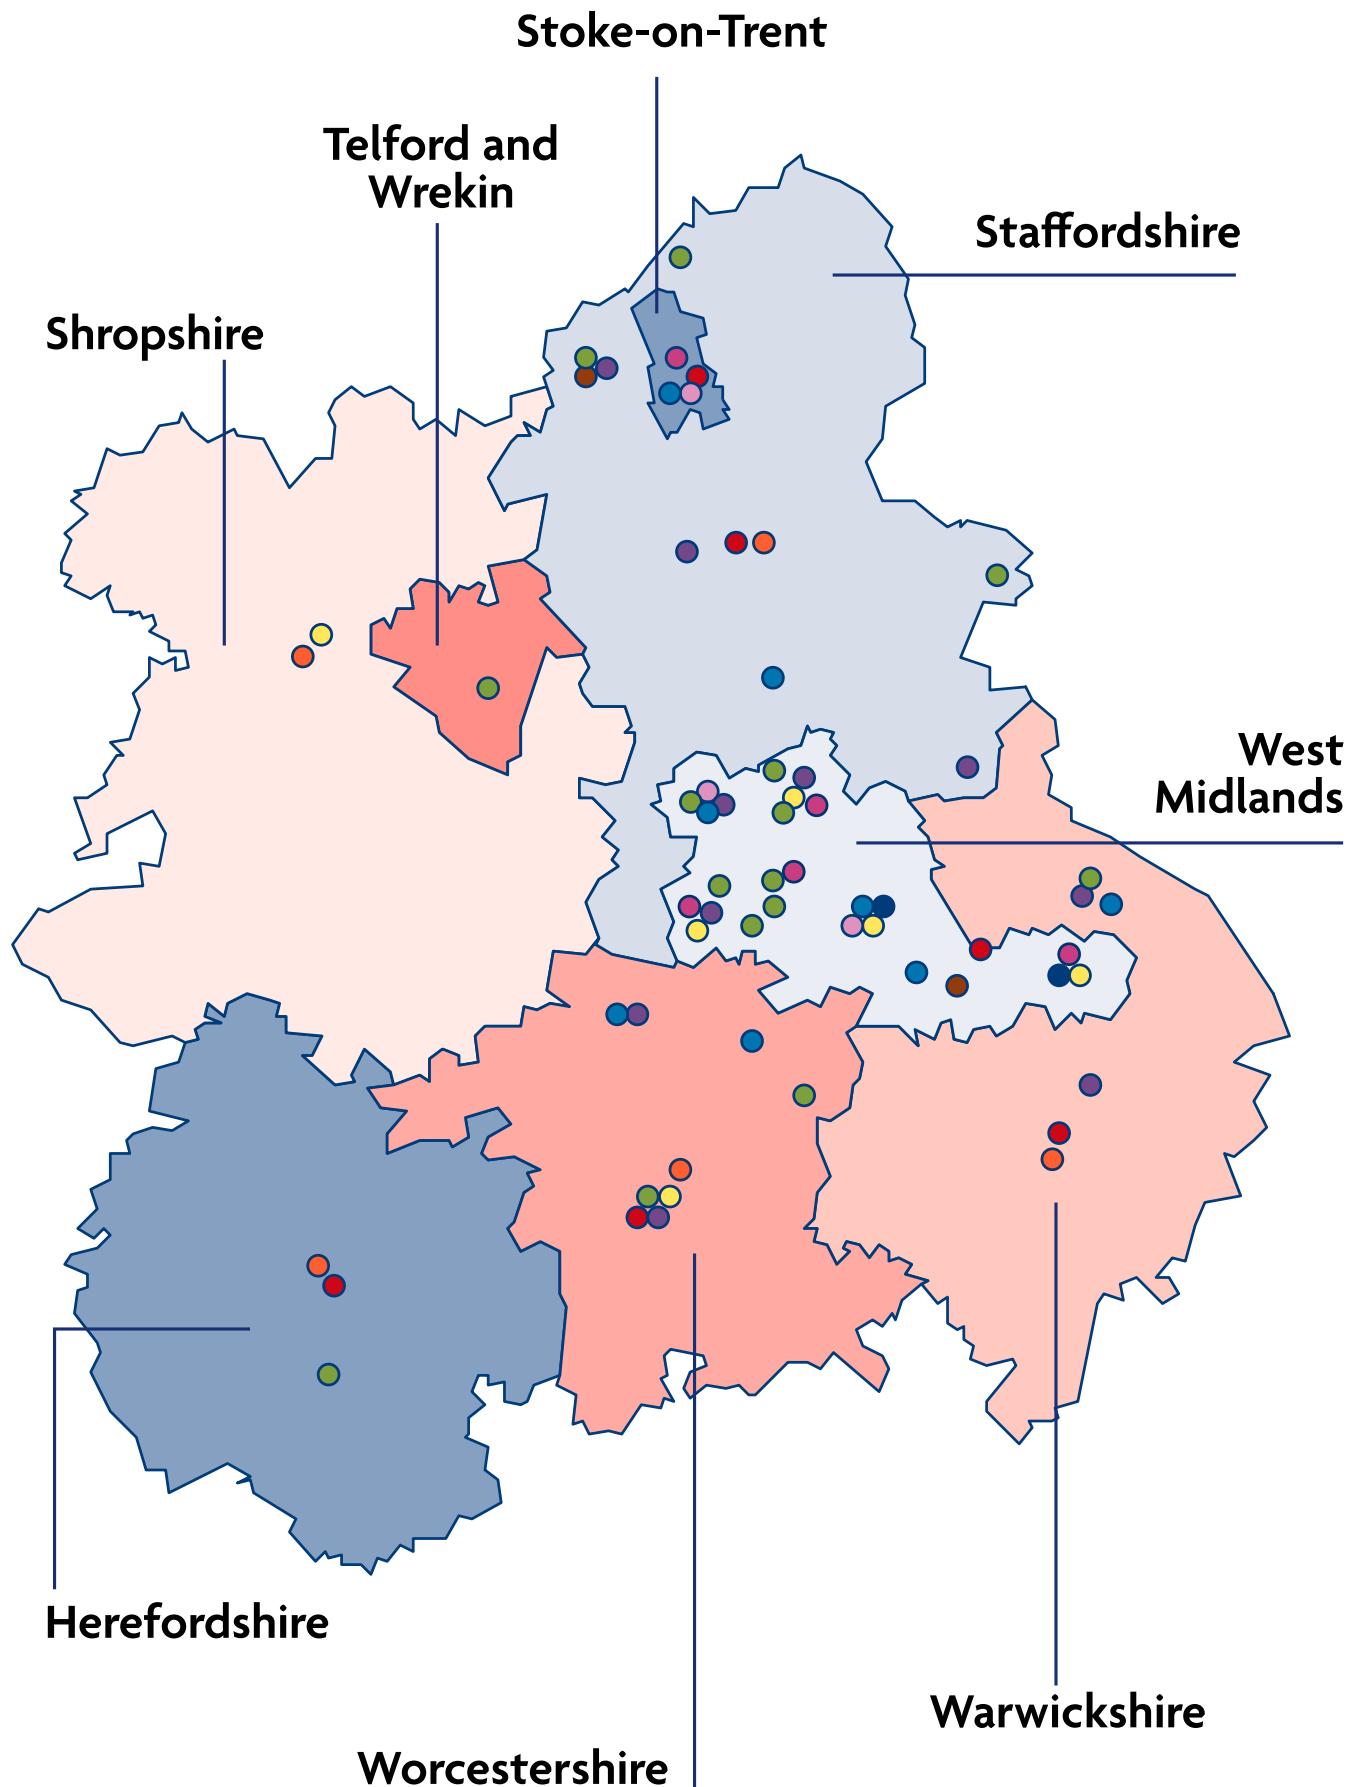 Stoke-on-Trent
Telford and
Wrekin
Staffordshire
Shropshire
West
Midlands
Herefordshire
Warwickshire
Worcestershire